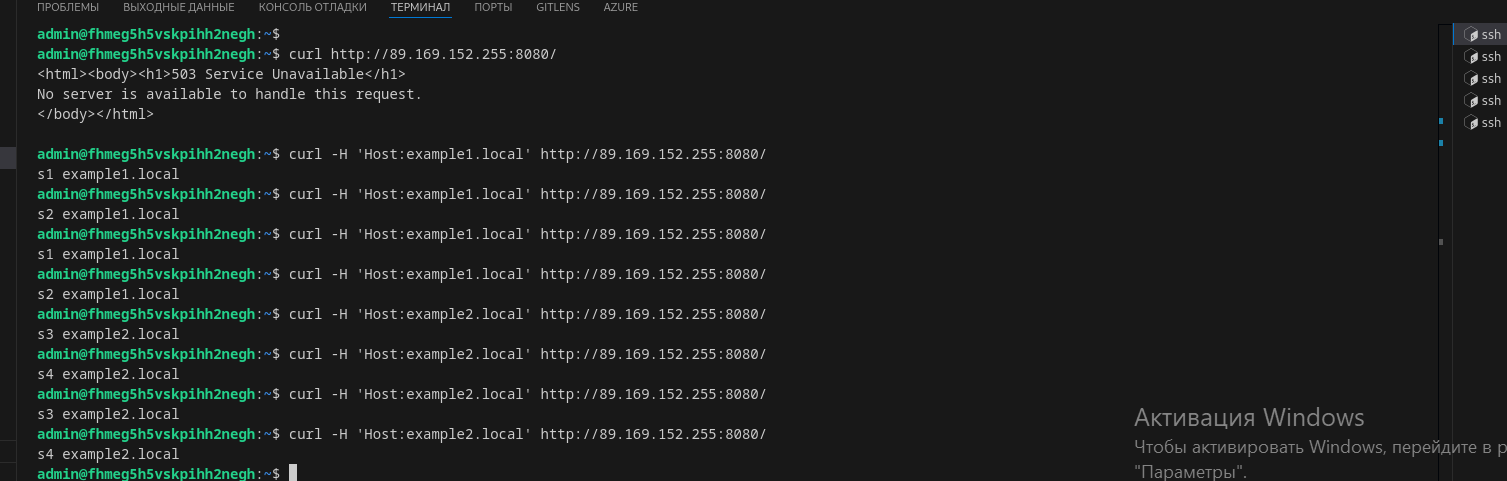 ПРОБЛЕМЫ ВЫХОДНЫЕ ДАННЫЕ КОНСОЛЬ ОТЛАДКИ ТЕРМИНАЛ ПОРТЫ GITLENS AZURE
admin@fhmeg5h5vskpihh2negh:~$
admin@fhmeg5h5vskpihh2negh:~$ curl http://89.169.152.255:8080/
<html><body><h1>503 Service Unavailable</h1>
No server is available to handle this request.
</body></html>
admin@fhmeg5h5vskpihh2negh:~$ curl -H 'Host:example1.local' http://89.169.152.255:8080/
s1 example1.local
admin@fhmeg5h5vskpihh2negh:~$ curl -H 'Host:example1.local' http://89.169.152.255:8080/
s2 example1.local
admin@fhmeg5h5vskpihh2negh:~$ curl -H 'Host:example1.local' http://89.169.152.255:8080/
s1 example1.local
admin@fhmeg5h5vskpihh2negh:~$ curl -H 'Host:example1.local' http://89.169.152.255:8080/
s2 example1.local
admin@fhmeg5h5vskpihh2negh:~$ curl -H 'Host:example2.local' http://89.169.152.255:8080/
s3 example2.local
admin@fhmeg5h5vskpihh2negh:~$ curl -H 'Host:example2.local' http://89.169.152.255:8080/
s4 example2.local
admin@fhmeg5h5vskpihh2negh:~$ curl -H 'Host:example2.local' http://89.169.152.255:8080/
s3 example2.local
admin@fhmeg5h5vskpihh2negh:~$ curl -H 'Host:example2.local' http://89.169.152.255:8080/
s4 example2.local
admin@fhmeg5h5vskpihh2negh:~$
ssh
ssh
ssh
ssh
ssh
Активация Windows
Чтобы активировать Windows, перейдите в р
"Параметры".